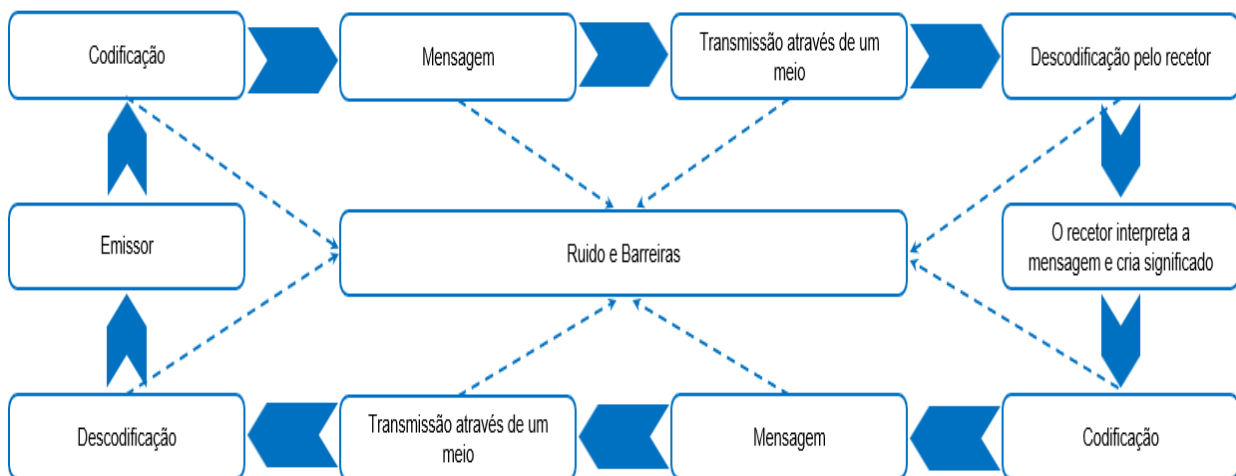 Codificação
Mensagem
Transmissão através de um
meio
Descodificação pelo recetor
Emissor
Ruido e Barreiras
O recetor interpreta a
mensagem e cria significado
Descodificação
Transmissão através de um
meio
Mensagem
Codificação